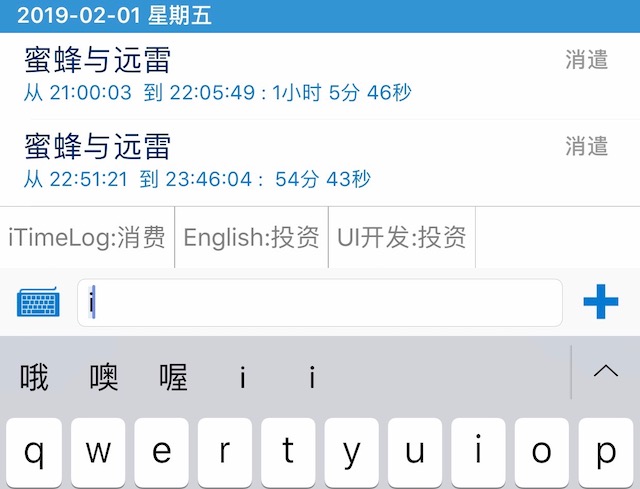 2019-02-01 星期五
蜜蜂与远雷 消遣
从 21:00:03 到 22:05:49 : 1小时 5分 46秒
蜜蜂与远雷 消遣
从 22:51:21 到 23:46:04 : 54分 43秒
iTimeLog:消费 English:投资 UI开发:投资
i
哦 噢 喔 i i
q w e r t y u i o p